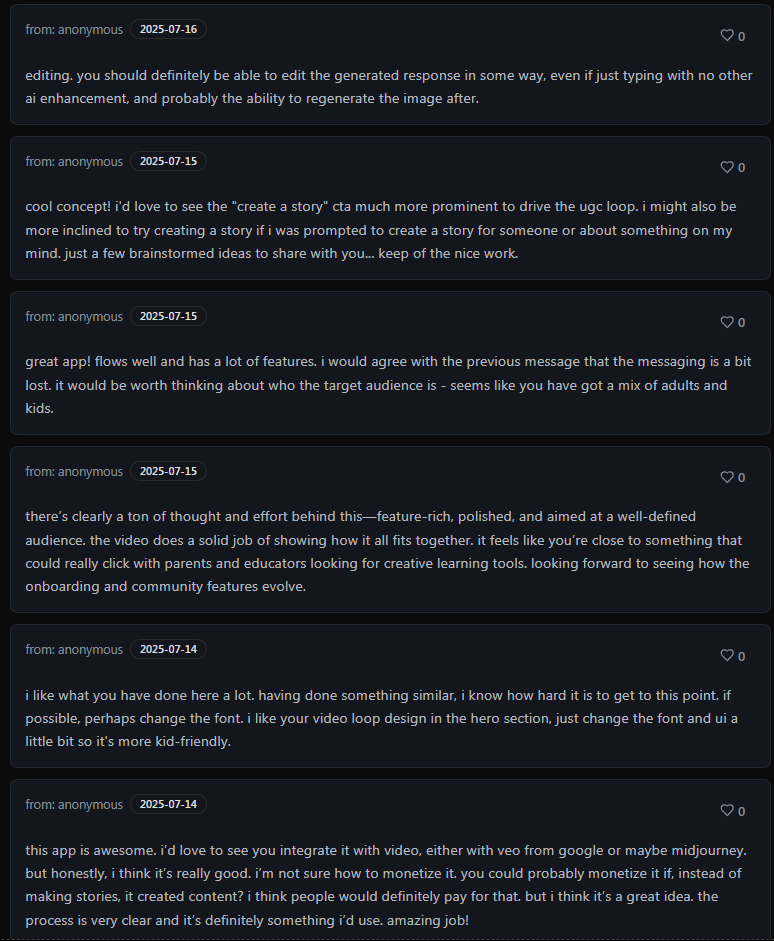 from: anonymous 2025-07-16
0
editing. you should definitely be able to edit the generated response in some way, even if just typing with no other
ai enhancement, and probably the ability to regenerate the image after.
from: anonymous 2025-07-15
0
cool concept! i'd love to see the "create a story" cta much more prominent to drive the ugc loop. i might also be
more inclined to try creating a story if i was prompted to create a story for someone or about something on my
mind. just a few brainstormed ideas to share with you... keep of the nice work.
from: anonymous 2025-07-15
0
great app! flows well and has a lot of features. i would agree with the previous message that the messaging is a bit
lost. it would be worth thinking about who the target audience is - seems like you have got a mix of adults and
kids.
from: anonymous 2025-07-15
0
there’s clearly a ton of thought and effort behind this—feature-rich, polished, and aimed at a well-defined
audience. the video does a solid job of showing how it all fits together. it feels like you’re close to something that
could really click with parents and educators looking for creative learning tools. looking forward to seeing how the
onboarding and community features evolve.
from: anonymous 2025-07-14
0
i like what you have done here a lot. having done something similar, i know how hard it is to get to this point. if
possible, perhaps change the font. i like your video loop design in the hero section, just change the font and ui a
little bit so it's more kid-friendly.
from: anonymous 2025-07-14
0
this app is awesome. i’d love to see you integrate it with video, either with veo from google or maybe midjourney.
but honestly, i think it’s really good. i’m not sure how to monetize it. you could probably monetize it if, instead of
making stories, it created content? i think people would definitely pay for that. but i think it’s a great idea. the
process is very clear and it’s definitely something i’d use. amazing job!